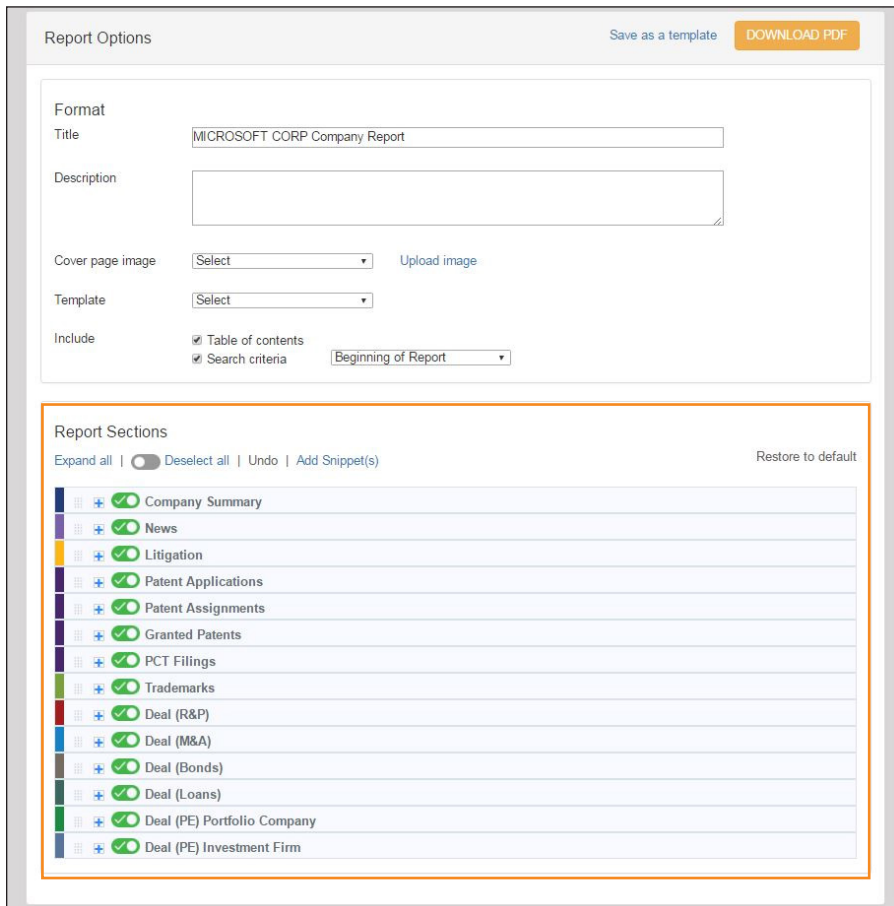 Report Options Save as a template DOWNLOAD PDF
Format
Title MICROSOFT CORP Company Report
Description
Cover page image Select Upload image
Template Select
Include Table of contents
Search criteria Beginning of Report
Report Sections
Expand all | Deselect all | Undo | Add Snippet(s) Restore to default
Company Summary
News
Litigation
Patent Applications
Patent Assignments
Granted Patents
PCT Filings
Trademarks
Deal (R&P)
Deal (M&A)
Deal (Bonds)
Deal (Loans)
Deal (PE) Portfolio Company
Deal (PE) Investment Firm